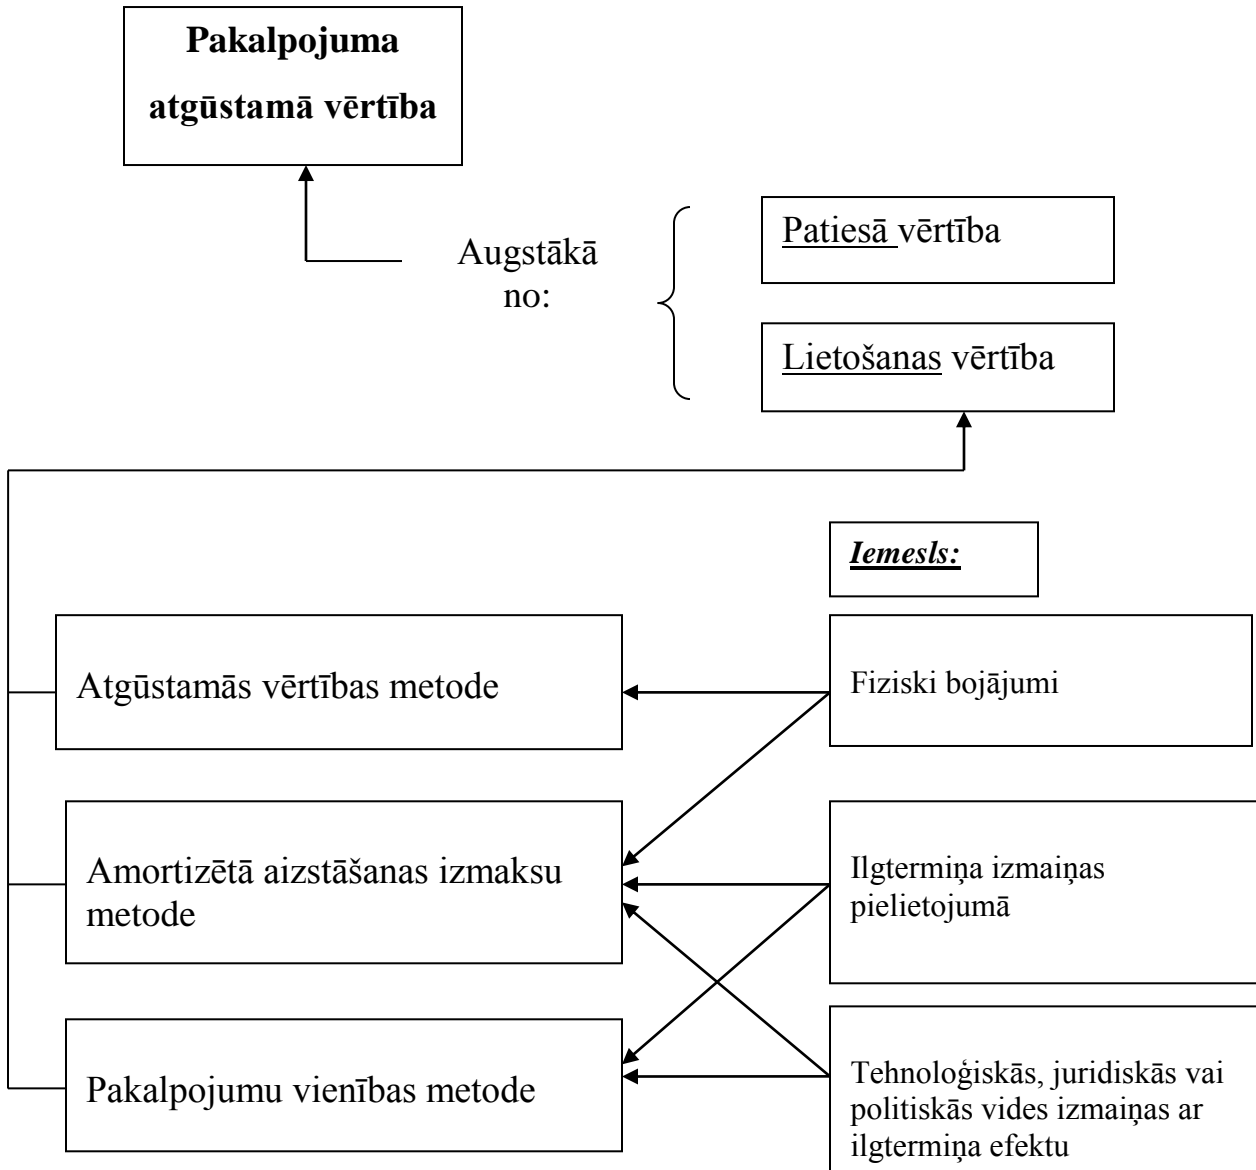 Pakalpojuma
atgūstamā vērtība
Augstākā
no:
Patiesā vērtība
Lietošanas vērtība
Iemesls:
Atgūstamās vērtības metode
Fiziski bojājumi
Amortizētā aizstāšanas izmaksu
metode
Ilgtermiņa izmaiņas
pielietojumā
Pakalpojumu vienības metode
Tehnoloģiskās, juridiskās vai
politiskās vides izmaiņas ar
ilgtermiņa efektu